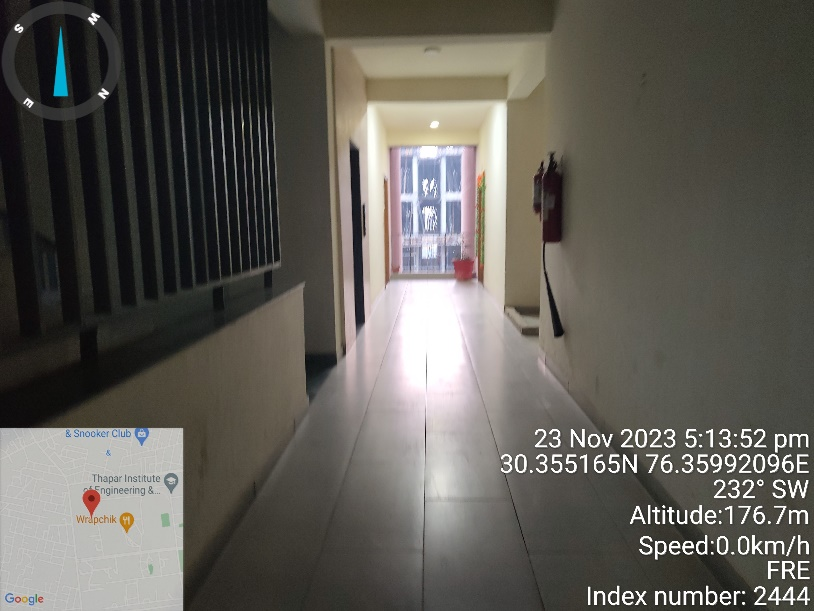 S
W
E
N
& Snooker Club
&
Thapar Institute
of Engineering &...
Wrapchik
Google
23 Nov 2023 5:13:52 pm
30.355165N 76.35992096E
232° SW
Altitude:176.7m
Speed:0.0km/h
FRE
Index number: 2444